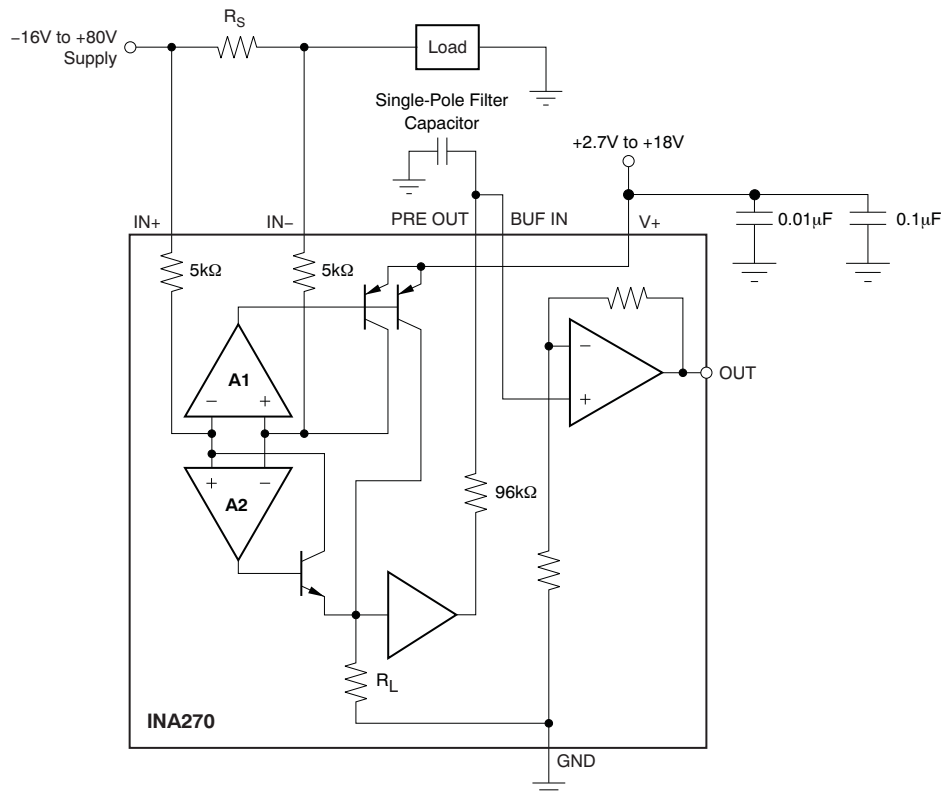 R_S
−16V to +80V
Supply
Load
Single-Pole Filter
Capacitor
+2.7V to +18V
IN+
IN−
PRE OUT
BUF IN
V+
0.01μF
0.1μF
5kΩ
5kΩ
A1
−
+
−
+
OUT
+
−
A2
96kΩ
R_L
INA270
GND